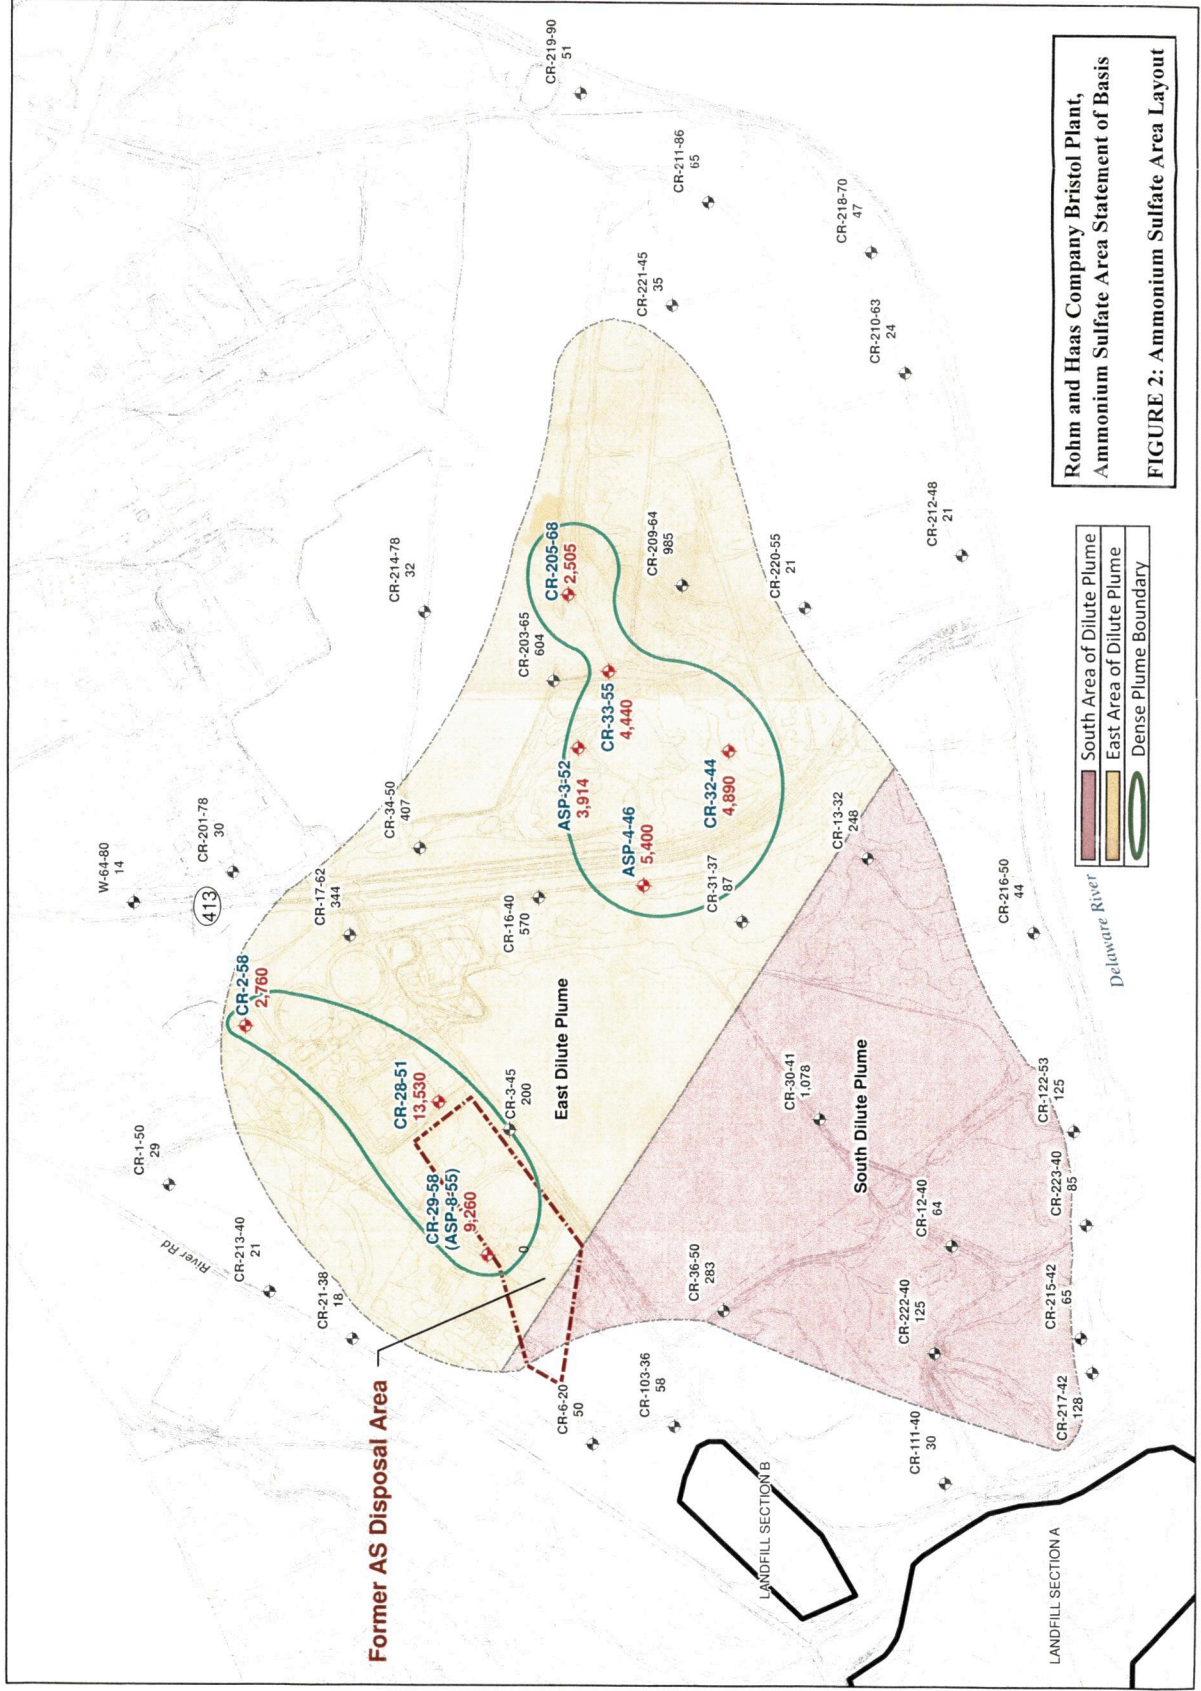 CR-219-90
51
CR-211-86
65
CR-218-70
47
CR-221-45
35
CR-210-63
24
CR-214-78
32
CR-205-68
2,505
CR-209-64
985
CR-212-48
21
CR-203-65
604
CR-220-55
21
CR-33-55
4,440
ASP-3-52
3,914
CR-32-44
4,890
ASP-4-46
5,400
CR-34-50
407
CR-201-78
30
W-64-80
14
413
CR-17-62
344
CR-16-40
570
CR-31-37
87
CR-13-32
248
CR-216-50
44
Delaware River
CR-2-58
2,760
CR-28-51
13,530
CR-3-45
200
East Dilute Plume
CR-30-41
1,078
South Dilute Plume
CR-122-53
125
CR-1-50
29
CR-29-58
(ASP-8-55)
9,260
0
CR-12-40
64
CR-223-40
85
River Rd
CR-213-40
21
CR-21-38
18
CR-36-50
283
CR-222-40
125
CR-215-42
65
CR-217-42
128
Former AS Disposal Area
CR-6-20
50
CR-103-36
58
CR-111-40
30
LANDFILL SECTION B
LANDFILL SECTION A
South Area of Dilute Plume
East Area of Dilute Plume
Dense Plume Boundary
Rohm and Haas Company Bristol Plant,
Ammonium Sulfate Area Statement of Basis
FIGURE 2: Ammonium Sulfate Area Layout